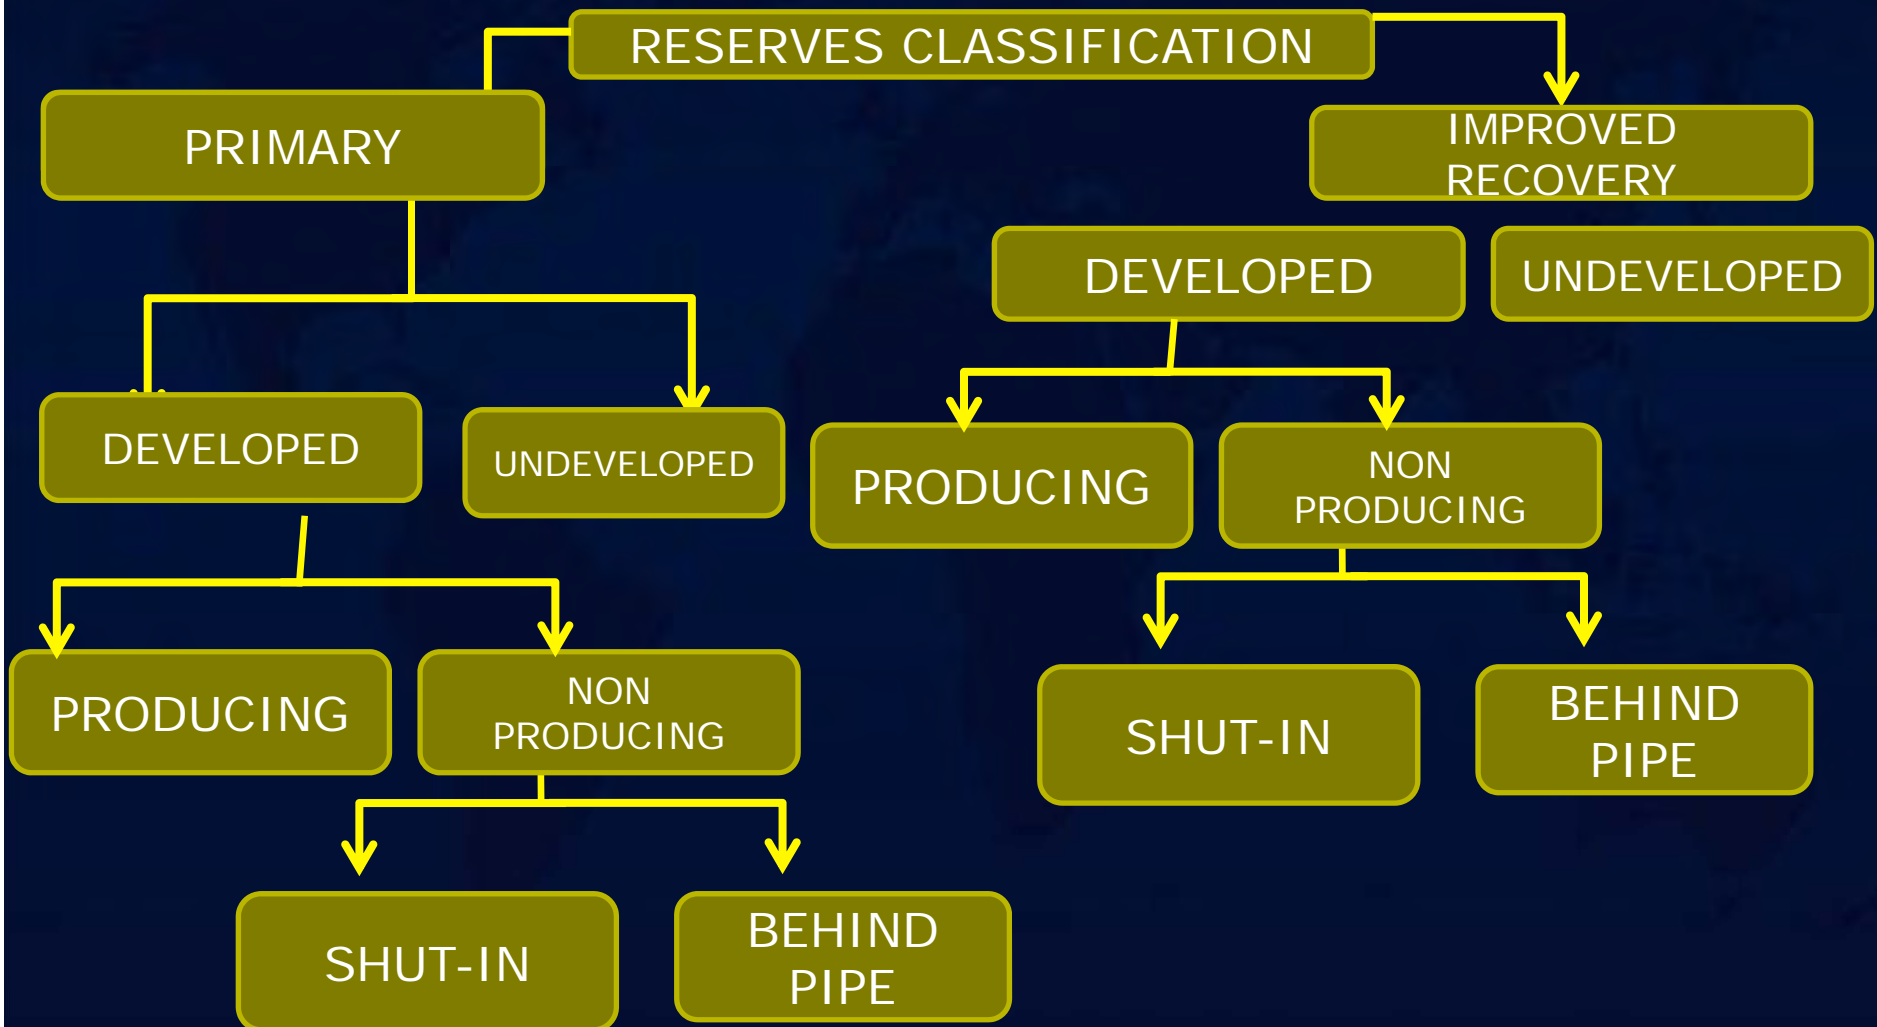 RESERVES CLASSIFICATION
PRIMARY
IMPROVED
RECOVERY
DEVELOPED
UNDEVELOPED
DEVELOPED
UNDEVELOPED
PRODUCING
NON
PRODUCING
PRODUCING
NON
PRODUCING
SHUT-IN
BEHIND
PIPE
SHUT-IN
BEHIND
PIPE